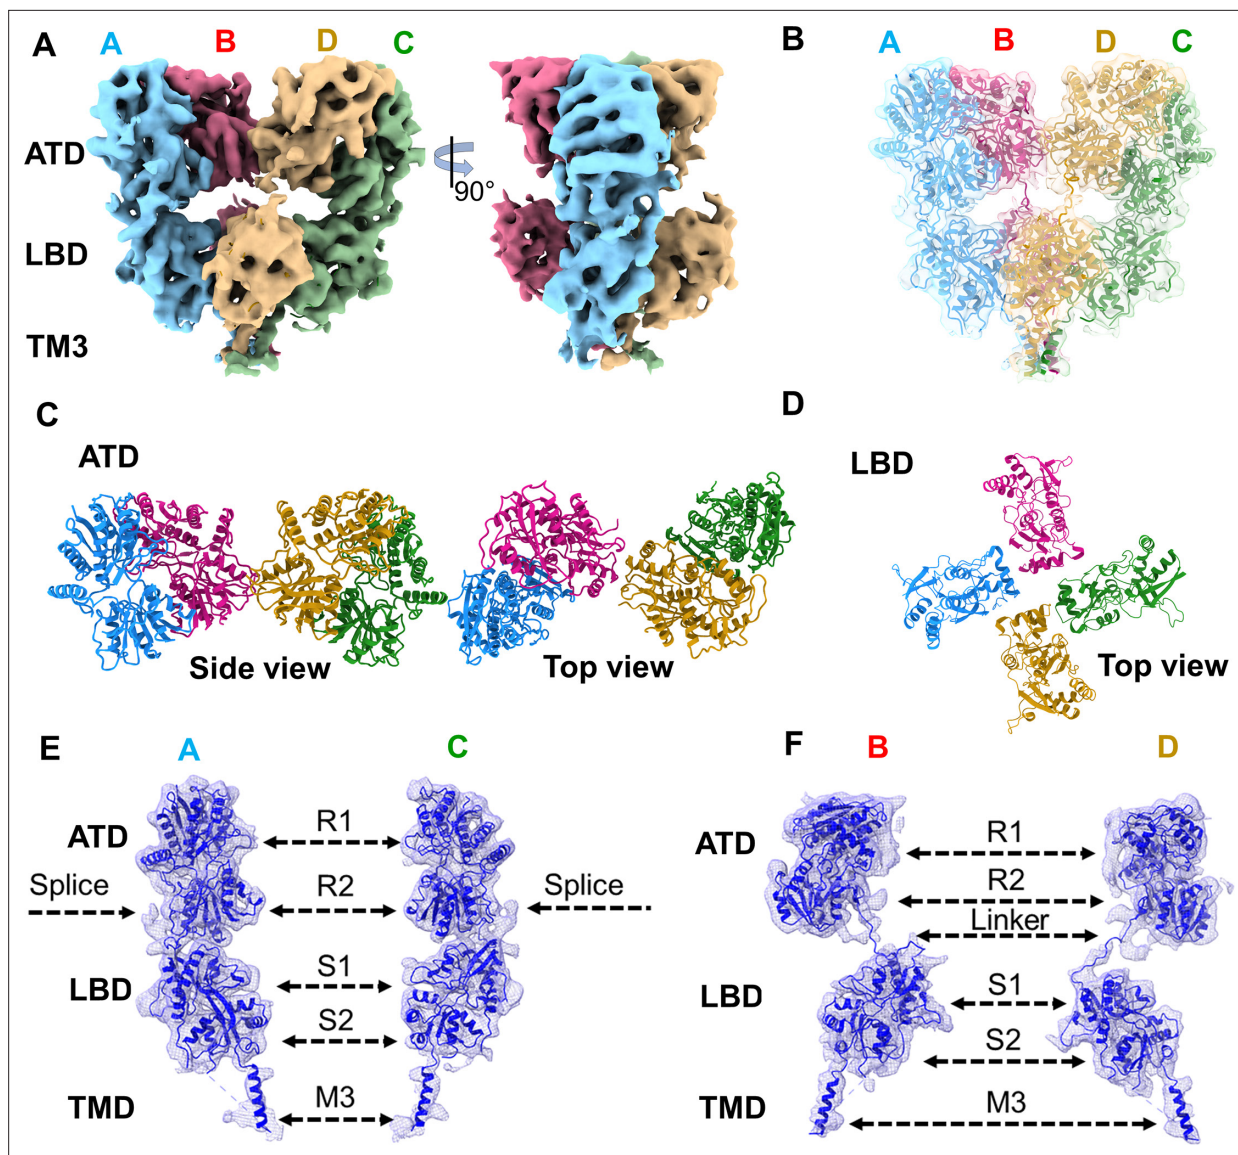 A
A B D C
ATD
LBD
TM3
90°
B
A B D C
C
ATD
Side view
Top view
D
LBD
Top view
E
A C
ATD
R1
Splice
R2
Splice
LBD
S1
S2
TMD
M3
F
B D
ATD
R1
R2
Linker
LBD
S1
S2
TMD
M3